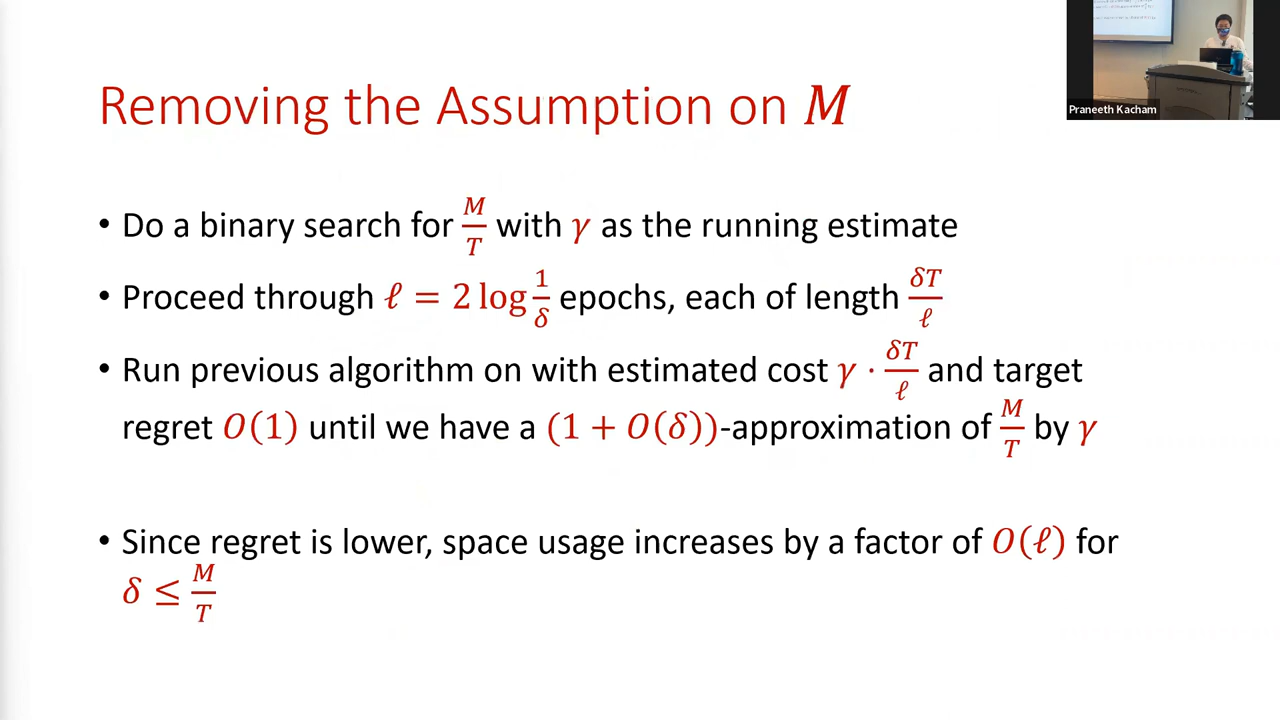 Removing the Assumption on M
• Do a binary search for M/T with γ as the running estimate
• Proceed through ℓ = 2 log 1/δ epochs, each of length δT/ℓ
• Run previous algorithm on with estimated cost γ · δT/ℓ and target
regret O(1) until we have a (1 + O(δ))-approximation of M/T by γ
• Since regret is lower, space usage increases by a factor of O(ℓ) for
δ ≤ M/T
Praneeth Kacham